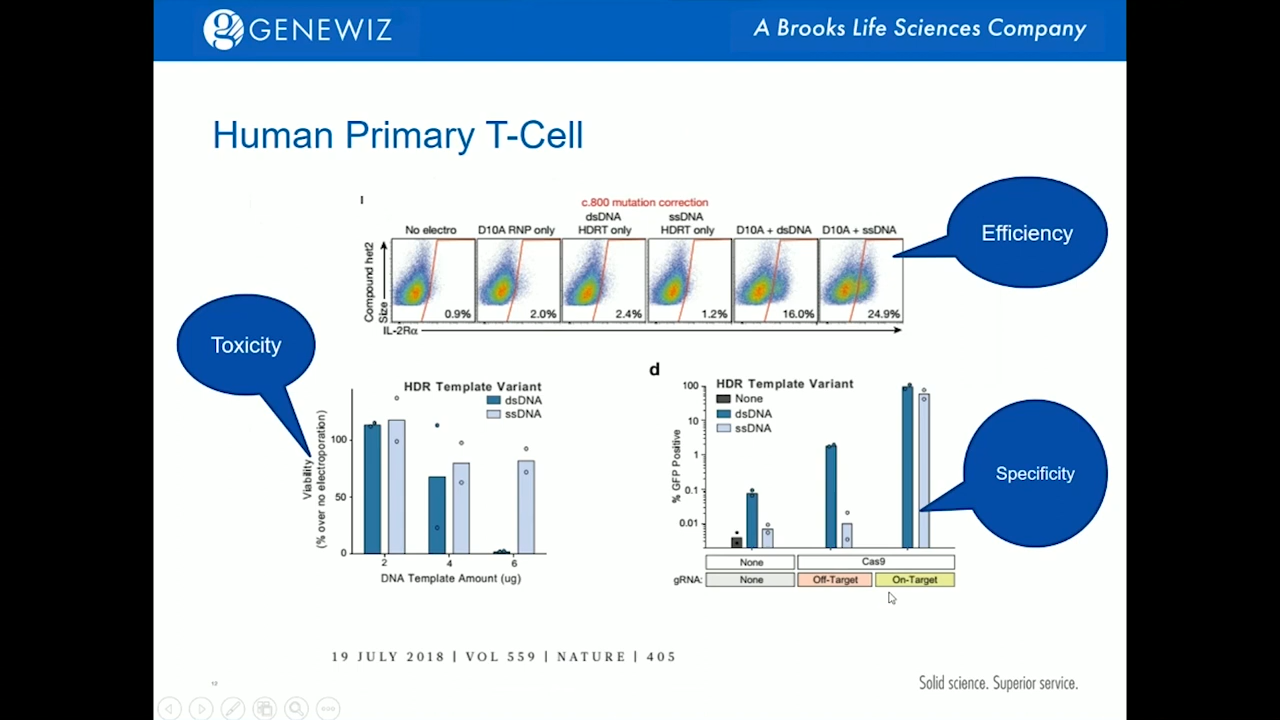 GENEWIZ
A Brooks Life Sciences Company
Human Primary T-Cell
c.800 mutation correction
No electro
D10A RNP only
dsDNA
HDRT only
ssDNA
HDRT only
D10A + dsDNA
D10A + ssDNA
Compound het2
Size
0.9%
2.0%
2.4%
1.2%
16.0%
24.9%
IL-2Rα
Efficiency
Toxicity
HDR Template Variant
dsDNA
ssDNA
Viability
(% over no electroporation)
100
50
0
2
4
6
DNA Template Amount (ug)
d
HDR Template Variant
None
dsDNA
ssDNA
% GFP Positive
100
10
1
0.1
0.01
None
Cas9
gRNA:
None
Off-Target
On-Target
Specificity
19 JULY 2018 | VOL 559 | NATURE | 405
Solid science. Superior service.